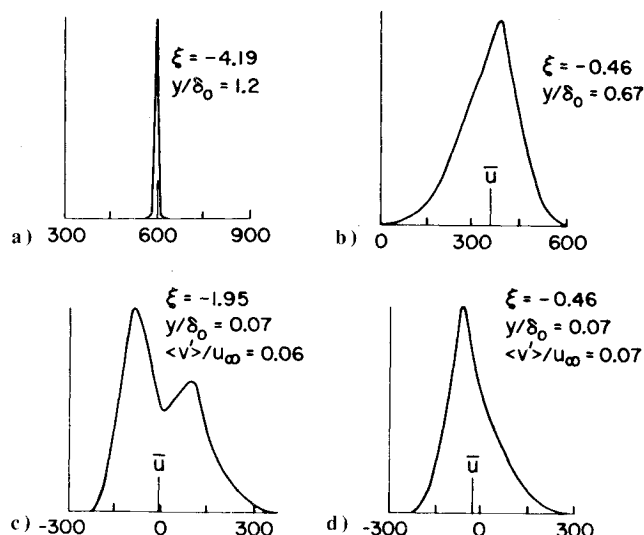 ξ = -4.19
y/δ₀ = 1.2
a) 300 600 900
ξ = -0.46
y/δ₀ = 0.67
ū
b) 0 300 600
ξ = -1.95
y/δ₀ = 0.07
<v'>/u∞ = 0.06
ū
c) -300 0 300
ξ = -0.46
y/δ₀ = 0.07
<v'>/u∞ = 0.07
ū
d) -300 0 300